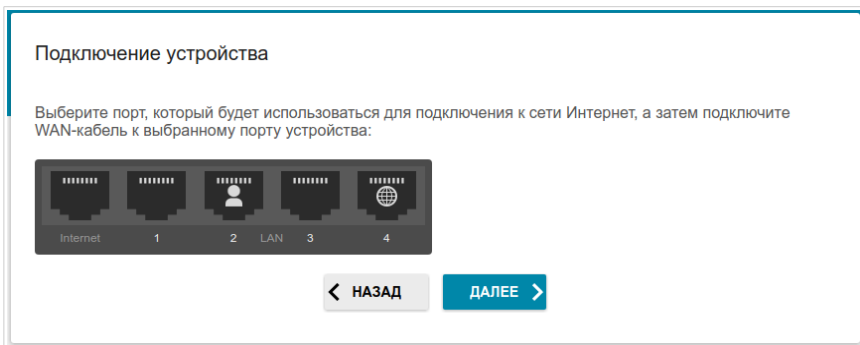 Подключение устройства
Выберите порт, который будет использоваться для подключения к сети Интернет, а затем подключите
WAN-кабель к выбранному порту устройства:
Internet 1 2 LAN 3 4
НАЗАД ДАЛЕЕ